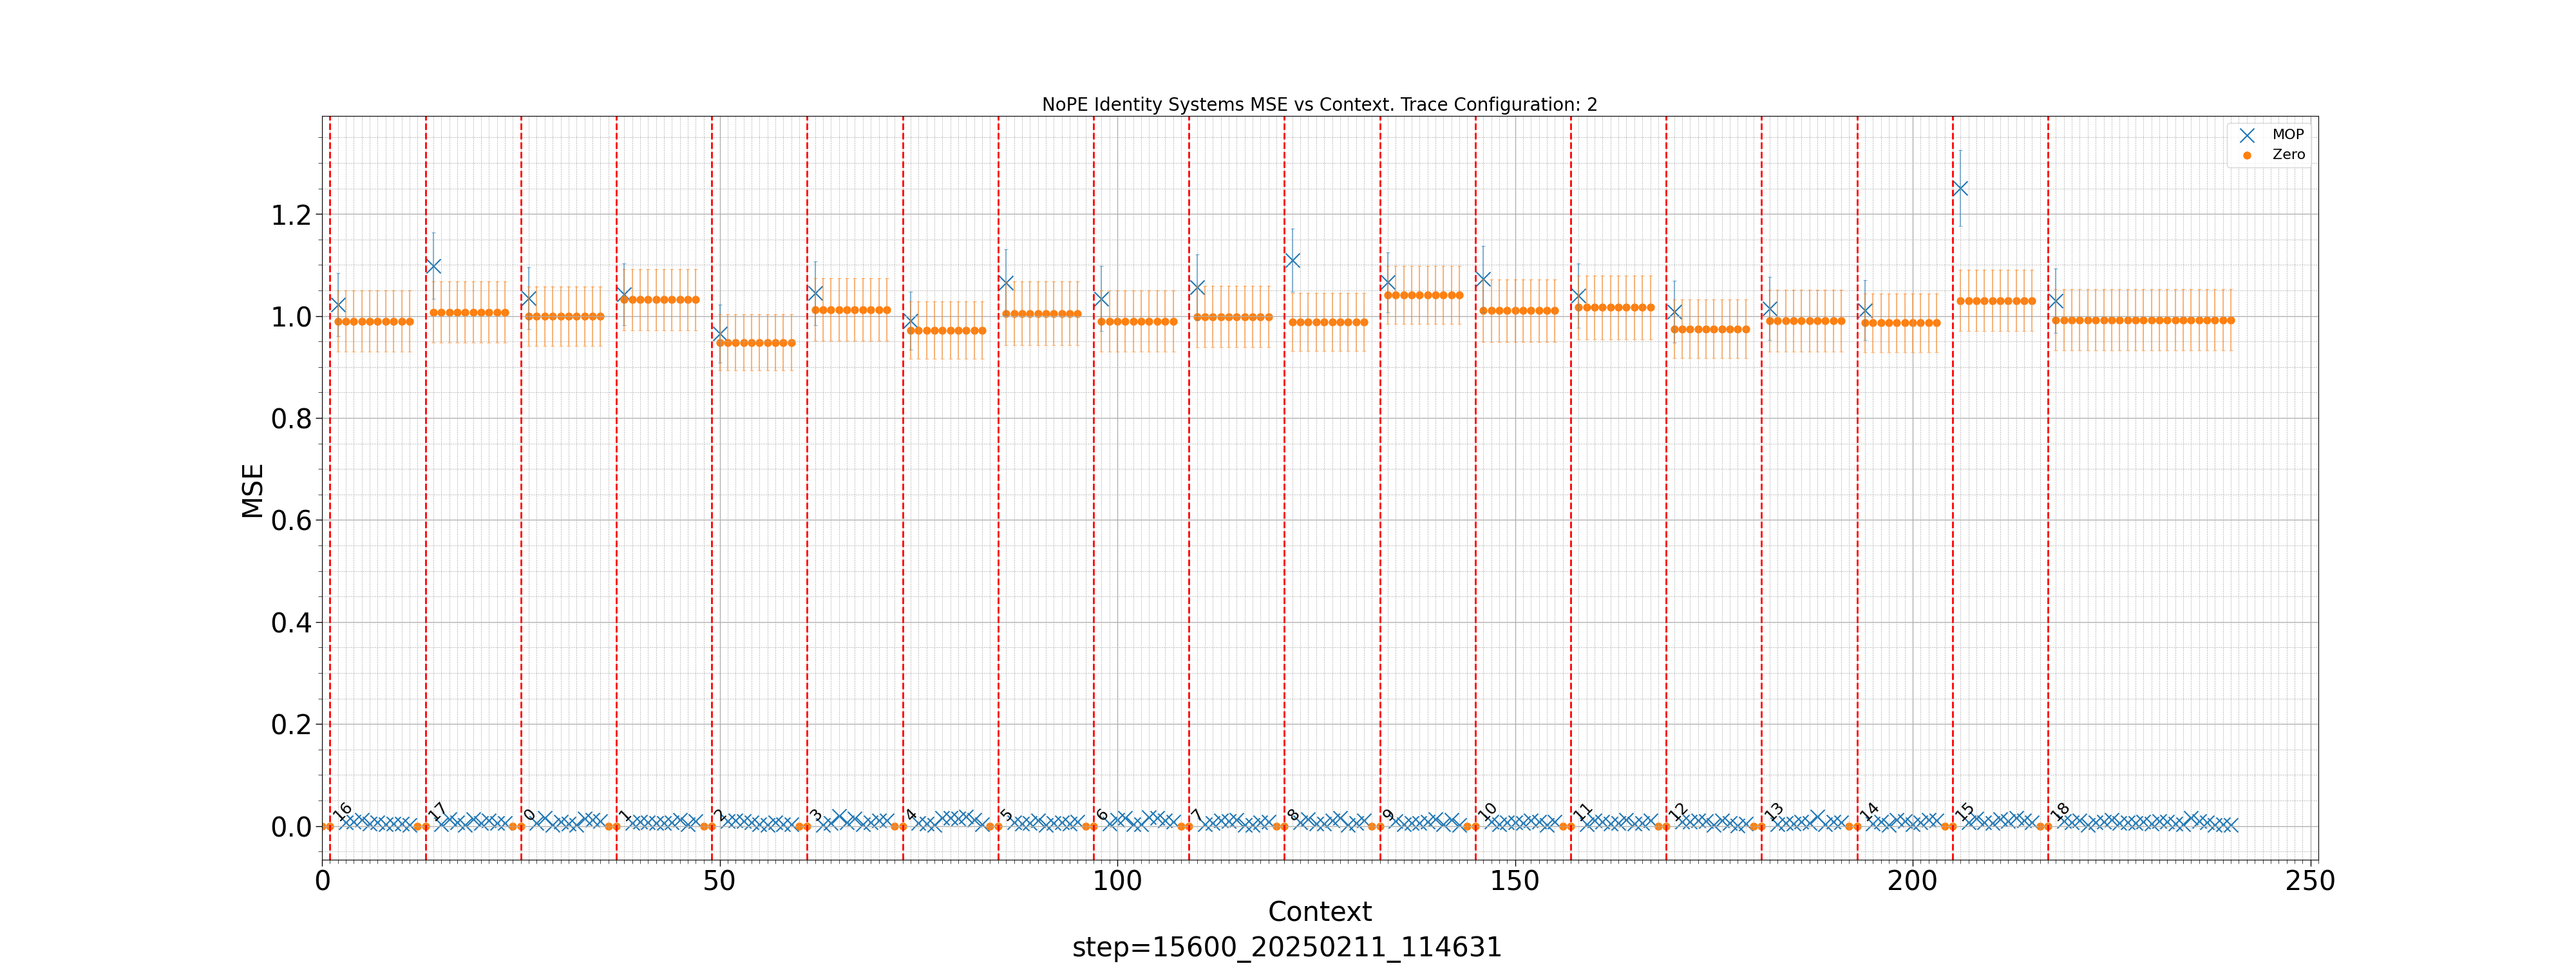 NoPE Identity Systems MSE vs Context. Trace Configuration: 2
MOP
Zero
1.2
1.0
0.8
0.6
0.4
0.2
0.0
MSE
16 17 0 1 2 3 4 5 6 7 8 9 10 11 12 13 14 15 18
0 50 100 150 200 250
Context
step=15600_20250211_114631